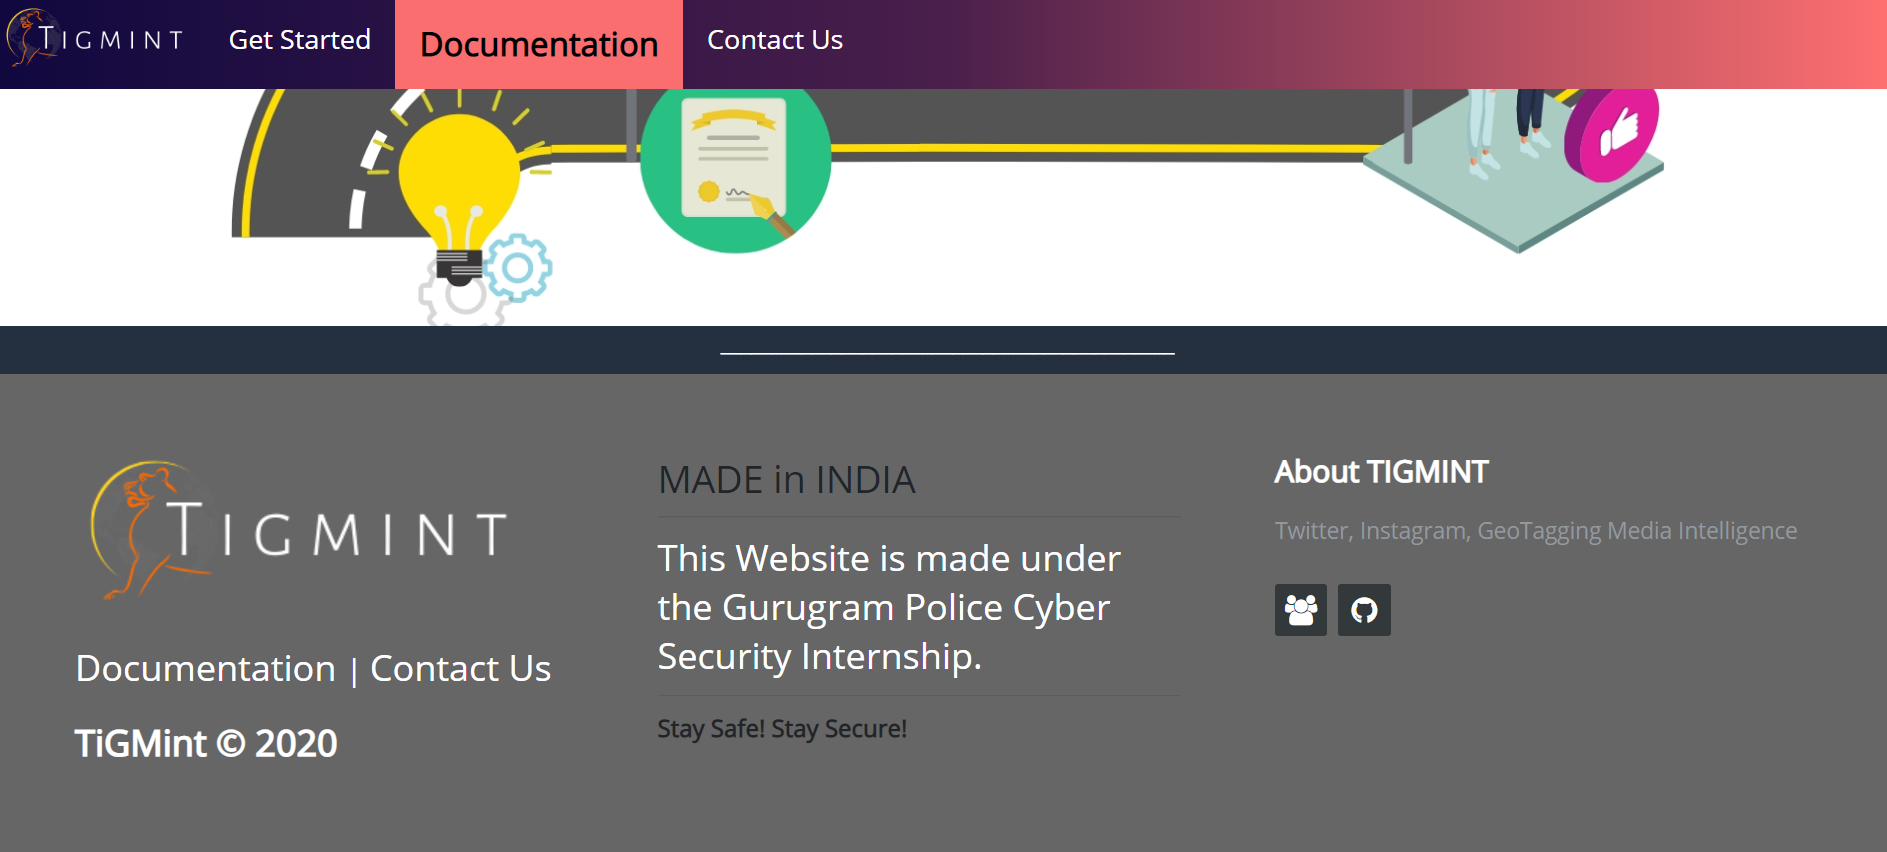 TIGMINT
Get Started
Documentation
Contact Us
TIGMINT
Documentation | Contact Us
TiGMint © 2020
MADE in INDIA
This Website is made under
the Gurugram Police Cyber
Security Internship.
Stay Safe! Stay Secure!
About TIGMINT
Twitter, Instagram, GeoTagging Media Intelligence